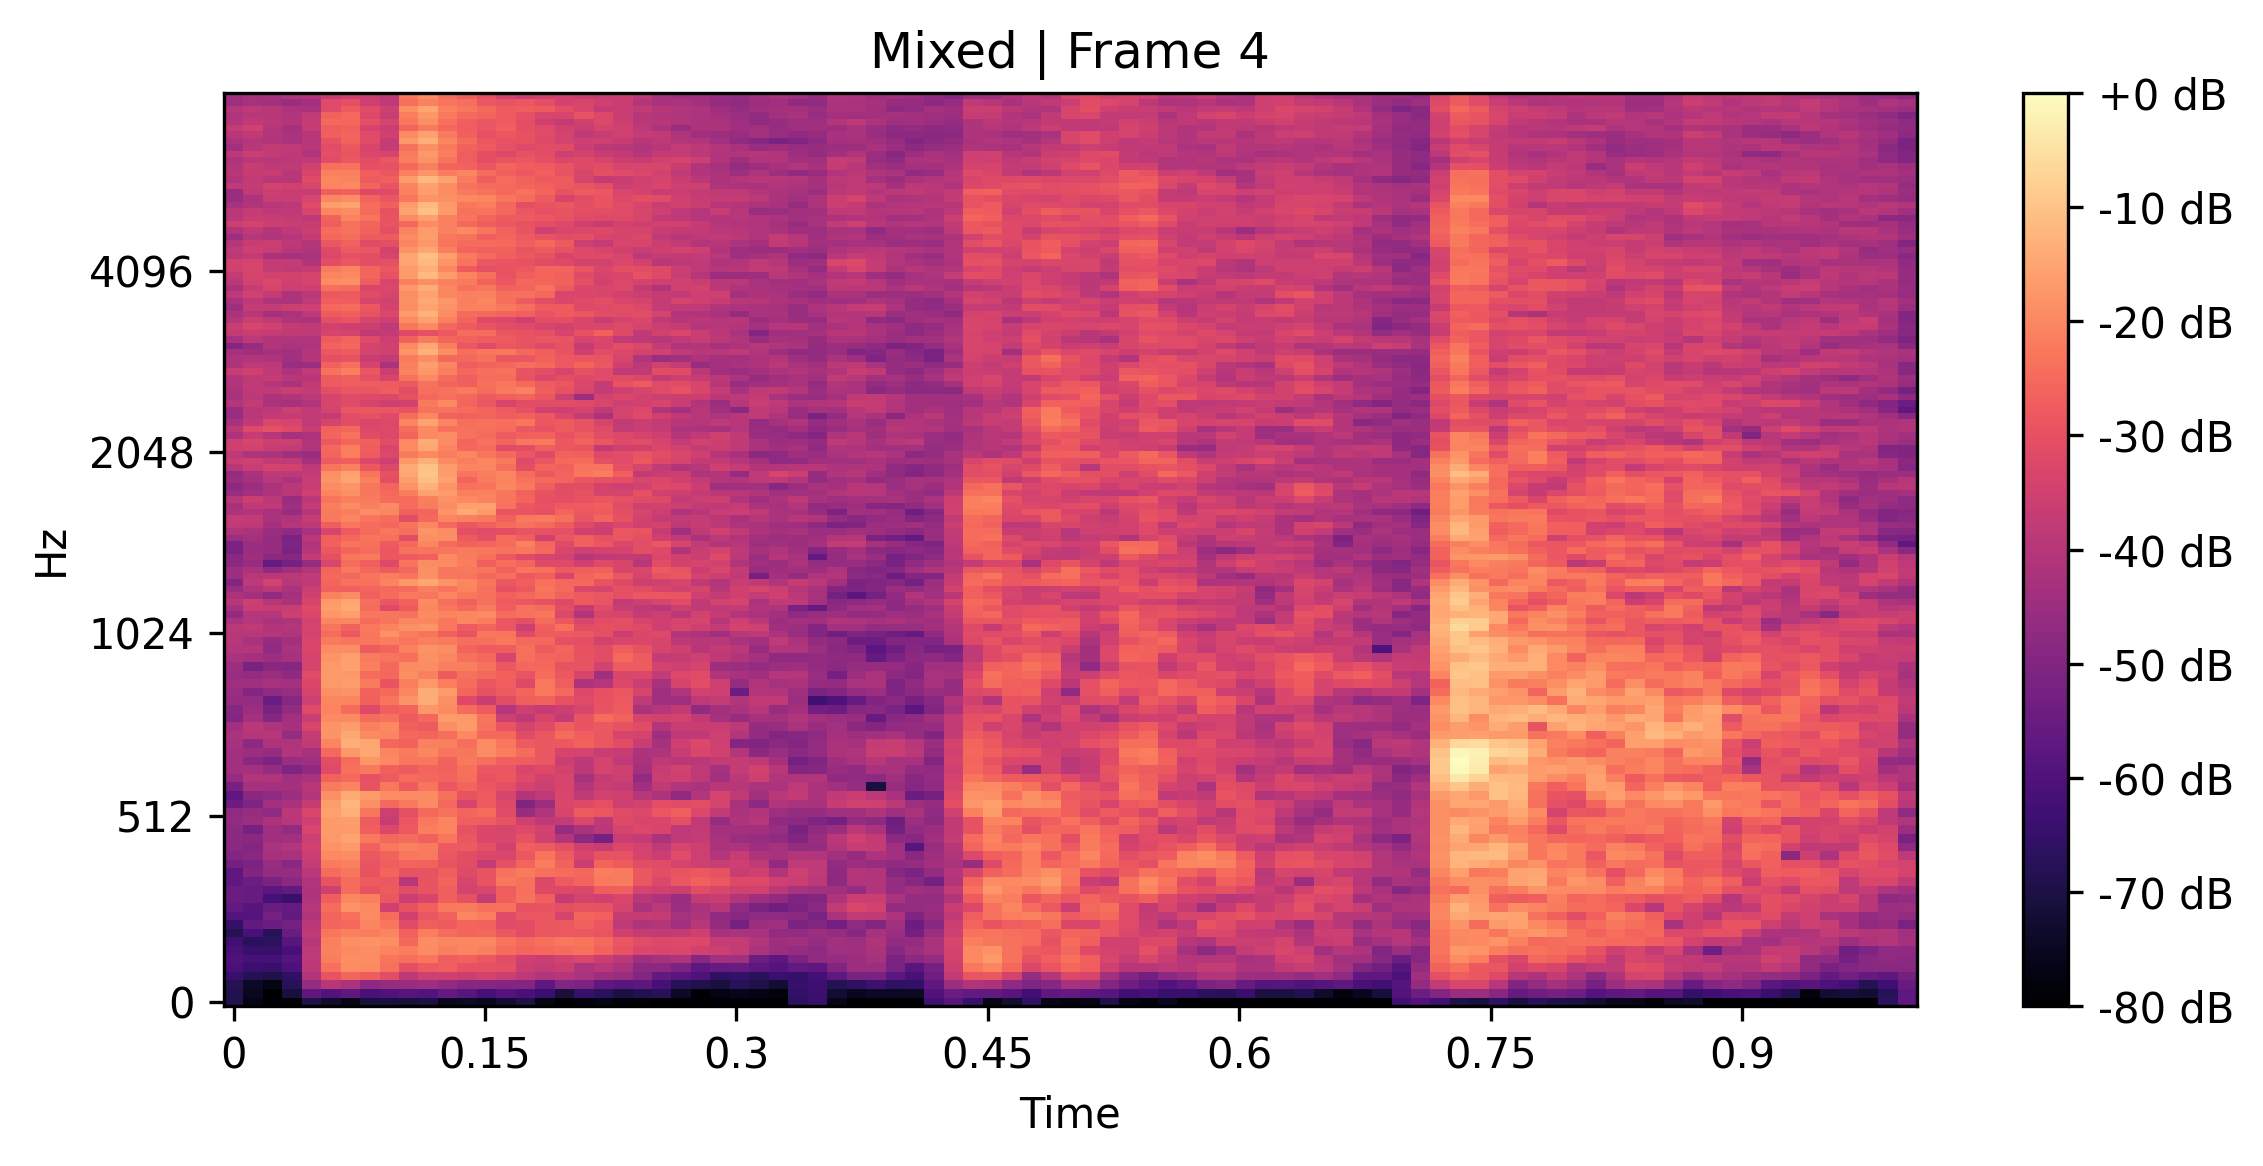 Mixed | Frame 4
Hz
4096
2048
1024
512
0
0
0.15
0.3
0.45
0.6
0.75
0.9
Time
+0 dB
-10 dB
-20 dB
-30 dB
-40 dB
-50 dB
-60 dB
-70 dB
-80 dB